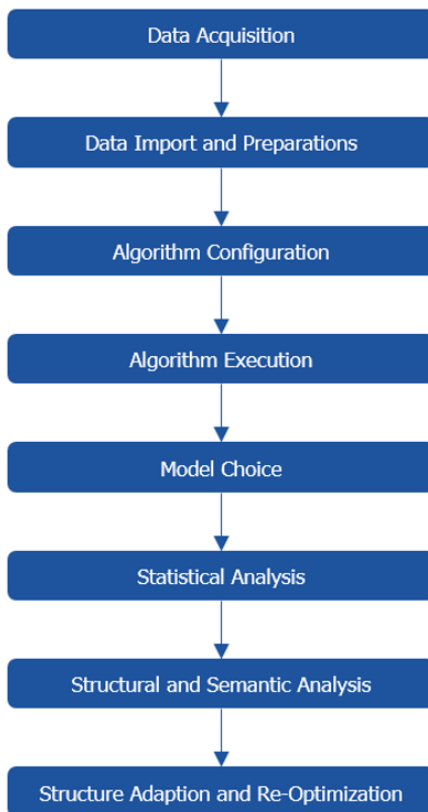 Data Acquisition
Data Import and Preparations
Algorithm Configuration
Algorithm Execution
Model Choice
Statistical Analysis
Structural and Semantic Analysis
Structure Adaption and Re-Optimization